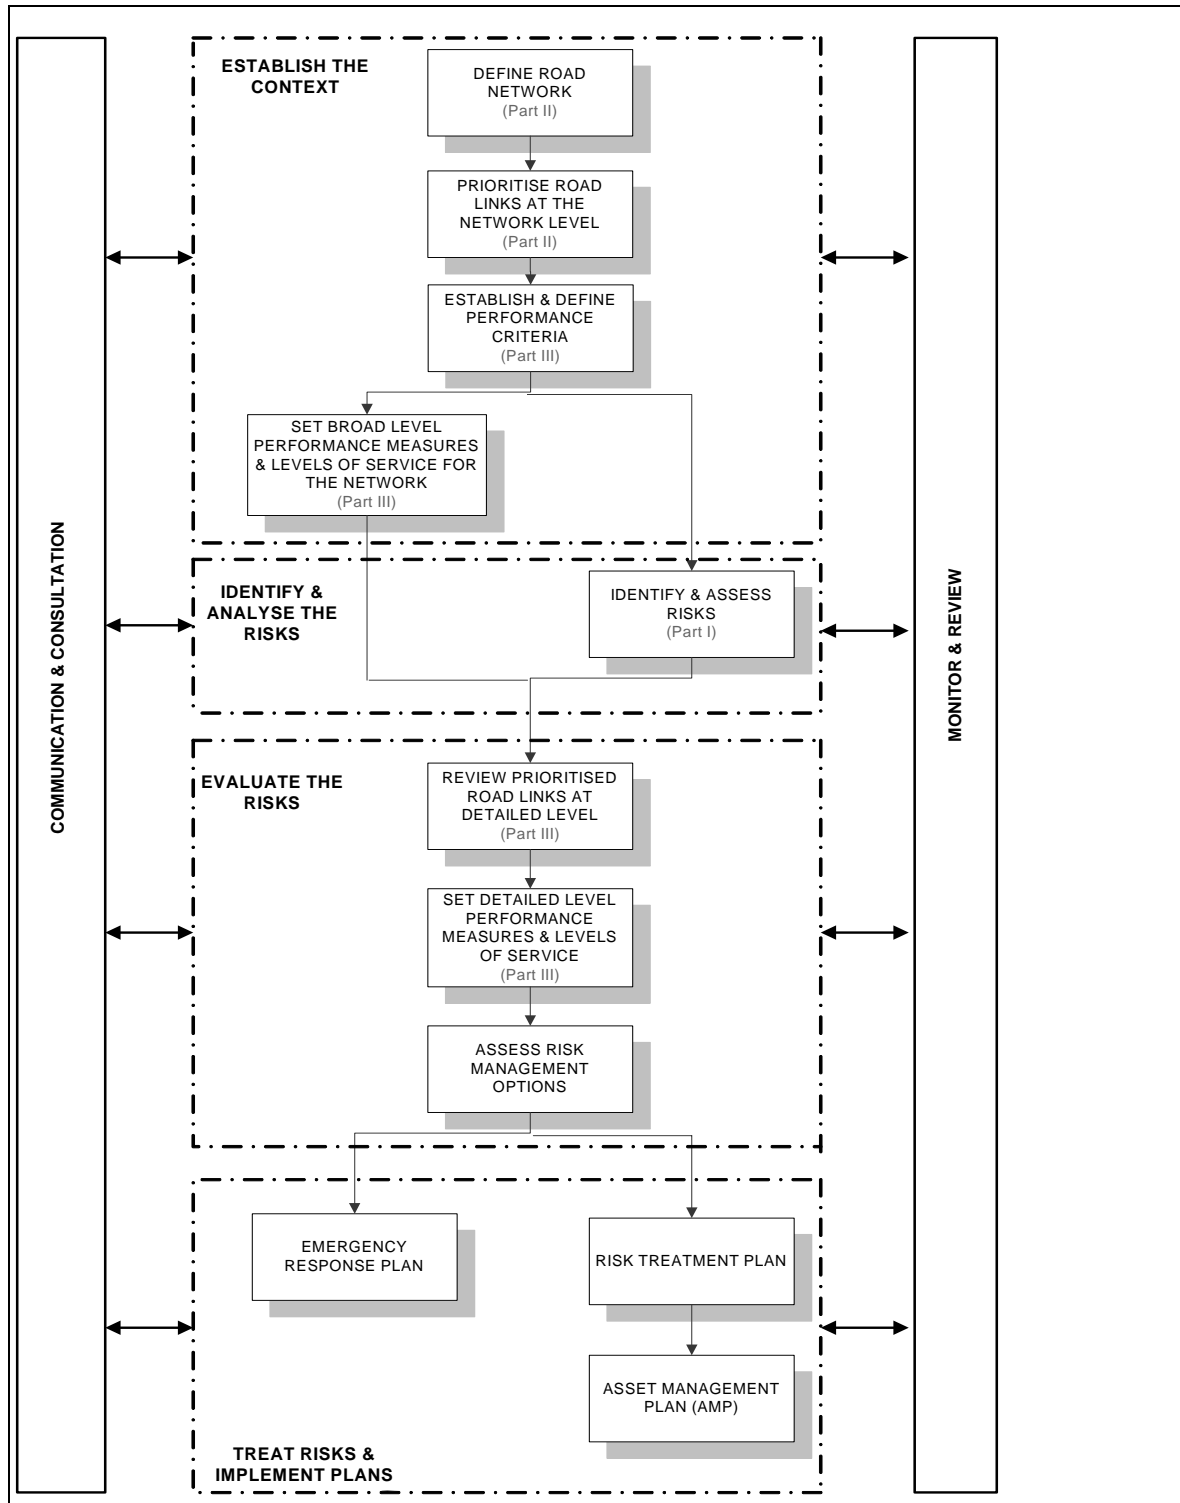 COMMUNICATION & CONSULTATION
ESTABLISH THE
CONTEXT
DEFINE ROAD
NETWORK
(Part II)
PRIORITISE ROAD
LINKS AT THE
NETWORK LEVEL
(Part II)
ESTABLISH & DEFINE
PERFORMANCE
CRITERIA
(Part III)
SET BROAD LEVEL
PERFORMANCE MEASURES
& LEVELS OF SERVICE FOR
THE NETWORK
(Part III)
IDENTIFY &
ANALYSE THE
RISKS
IDENTIFY & ASSESS
RISKS
(Part I)
EVALUATE THE
RISKS
REVIEW PRIORITISED
ROAD LINKS AT
DETAILED LEVEL
(Part III)
SET DETAILED LEVEL
PERFORMANCE
MEASURES & LEVELS
OF SERVICE
(Part III)
ASSESS RISK
MANAGEMENT
OPTIONS
EMERGENCY
RESPONSE PLAN
RISK TREATMENT PLAN
ASSET MANAGEMENT
PLAN (AMP)
TREAT RISKS &
IMPLEMENT PLANS
MONITOR & REVIEW